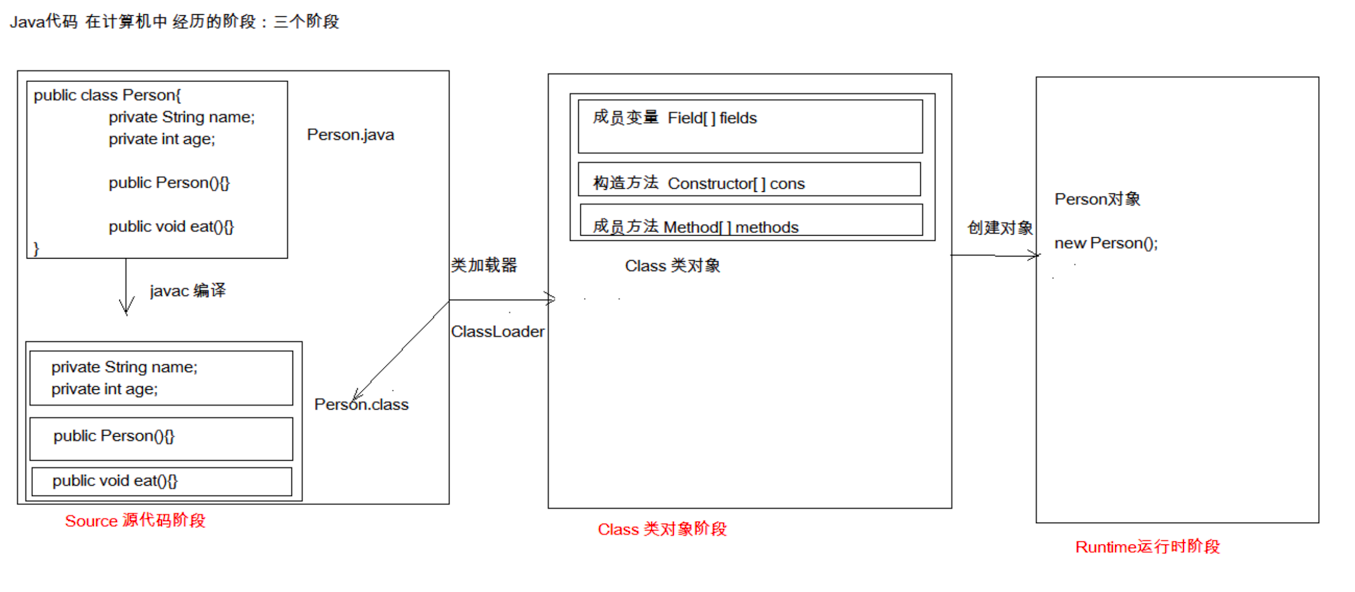 Java代码 在计算机中 经历的阶段：三个阶段
public class Person{
private String name;
private int age;
public Person(){}
public void eat(){}
}
Person.java
javac 编译
private String name;
private int age;
public Person(){}
public void eat(){}
Person.class
Source 源代码阶段
类加载器
ClassLoader
成员变量 Field[ ] fields
构造方法 Constructor[ ] cons
成员方法 Method[ ] methods
Class 类对象
Class 类对象阶段
创建对象
Person对象
new Person();
Runtime运行时阶段